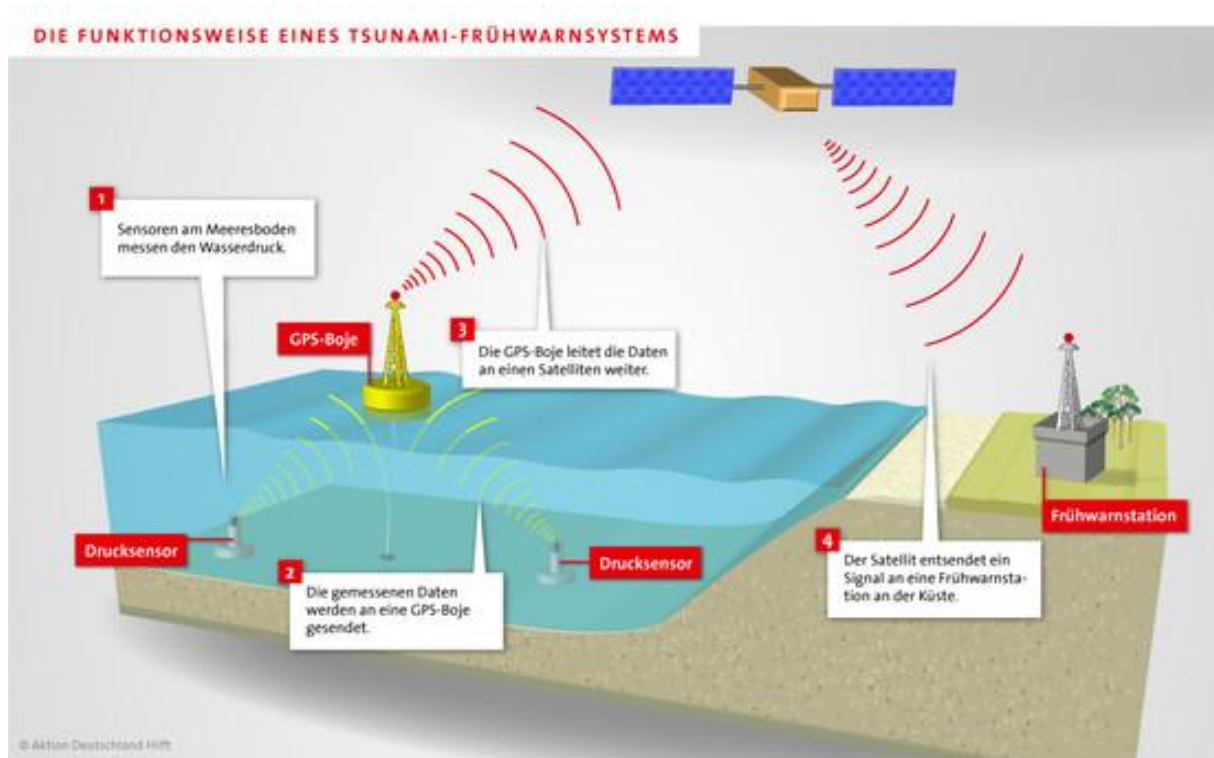 DIE FUNKTIONSWEISE EINES TSUNAMI-FRÜHWARNSYSTEMS
1
Sensoren am Meeresboden
messen den Wasserdruck.
GPS-Boje
3
Die GPS-Boje leitet die Daten
an einen Satelliten weiter.
Drucksensor
2
Die gemessenen Daten
werden an eine GPS-Boje
gesendet.
Drucksensor
4
Der Satellit entsendet ein
Signal an eine Frühwarnsta-
tion an der Küste.
Frühwarnstation
© Aktion Deutschland Hilft